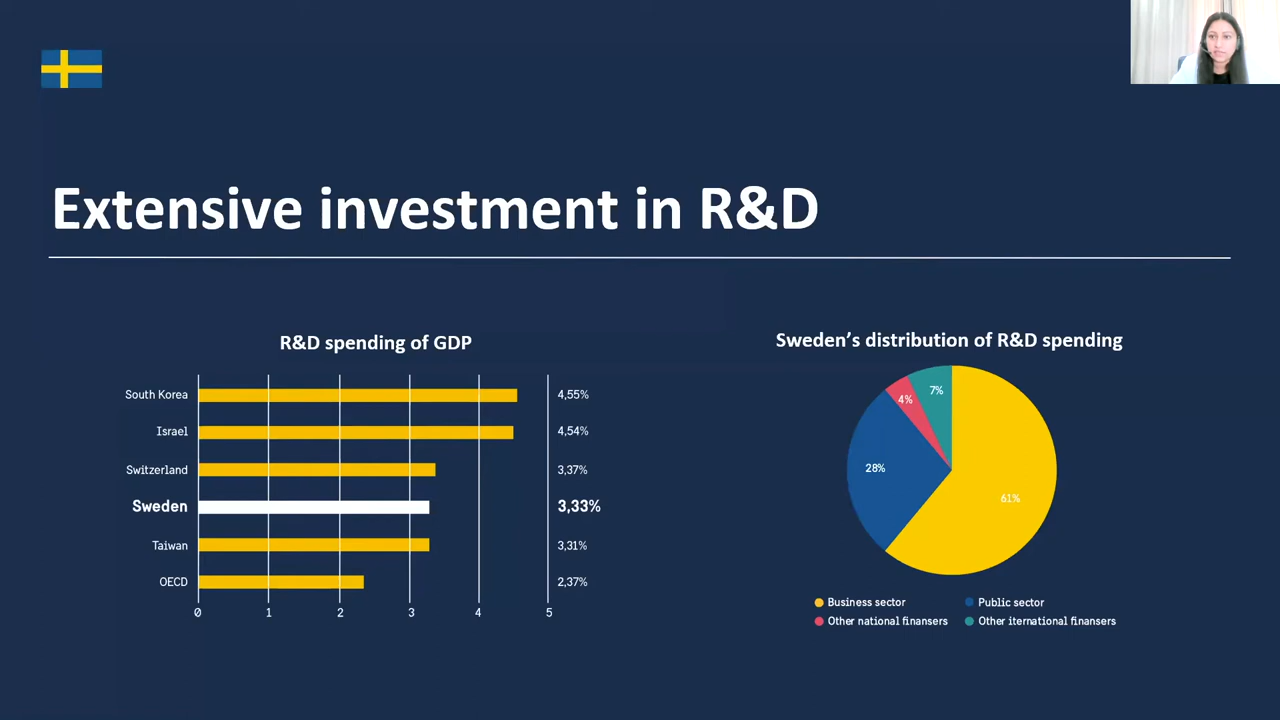 Extensive investment in R&D
R&D spending of GDP
South Korea 4,55%
Israel 4,54%
Switzerland 3,37%
Sweden 3,33%
Taiwan 3,31%
OECD 2,37%
0 1 2 3 4 5
Sweden's distribution of R&D spending
7%
4%
28%
61%
Business sector Public sector
Other national finansers Other iternational finansers